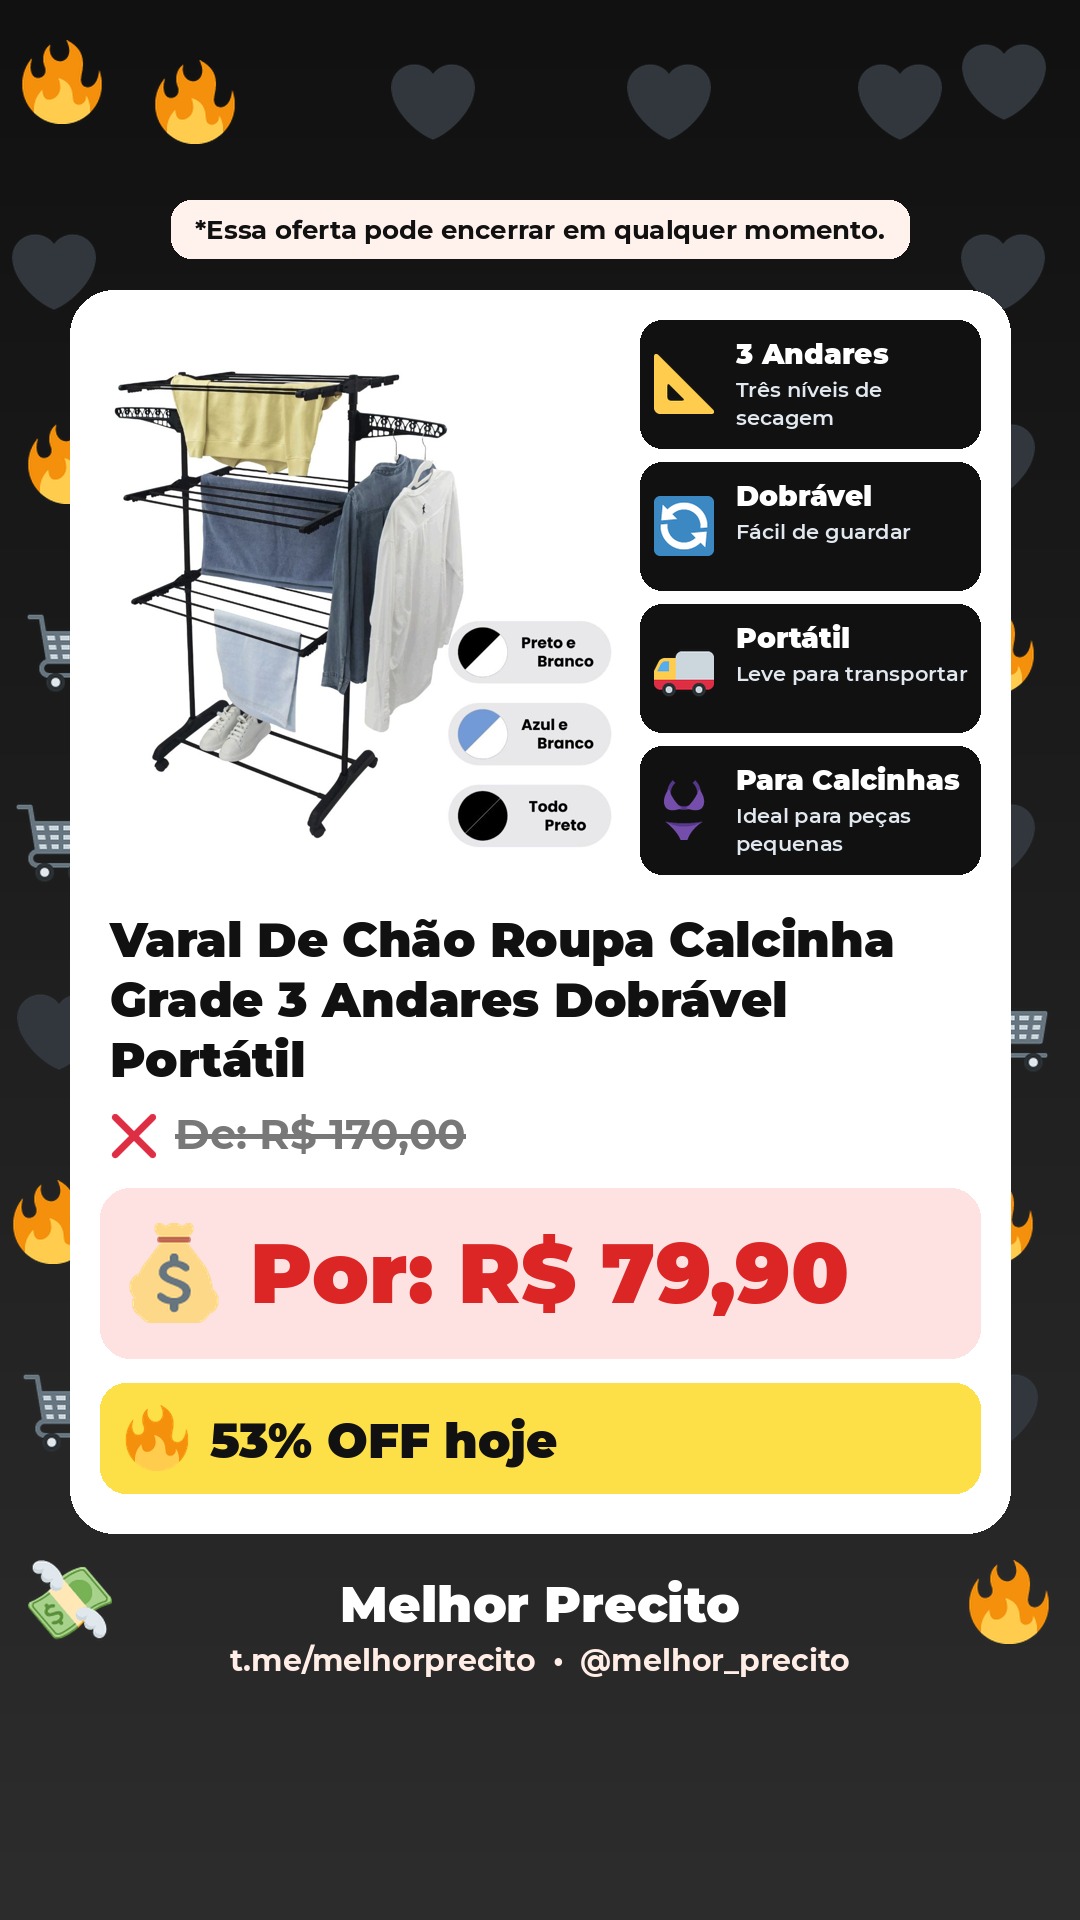 *Essa oferta pode encerrar em qualquer momento.
3 Andares
Três níveis de
secagem
Dobrável
Fácil de guardar
Portátil
Leve para transportar
Para Calcinhas
Ideal para peças
pequenas
Preto e
Branco
Azul e
Branco
Todo
Preto
Varal De Chão Roupa Calcinha
Grade 3 Andares Dobrável
Portátil
De: R$ 170,00
Por: R$ 79,90
53% OFF hoje
Melhor Precito
t.me/melhorprecito • @melhor_precito